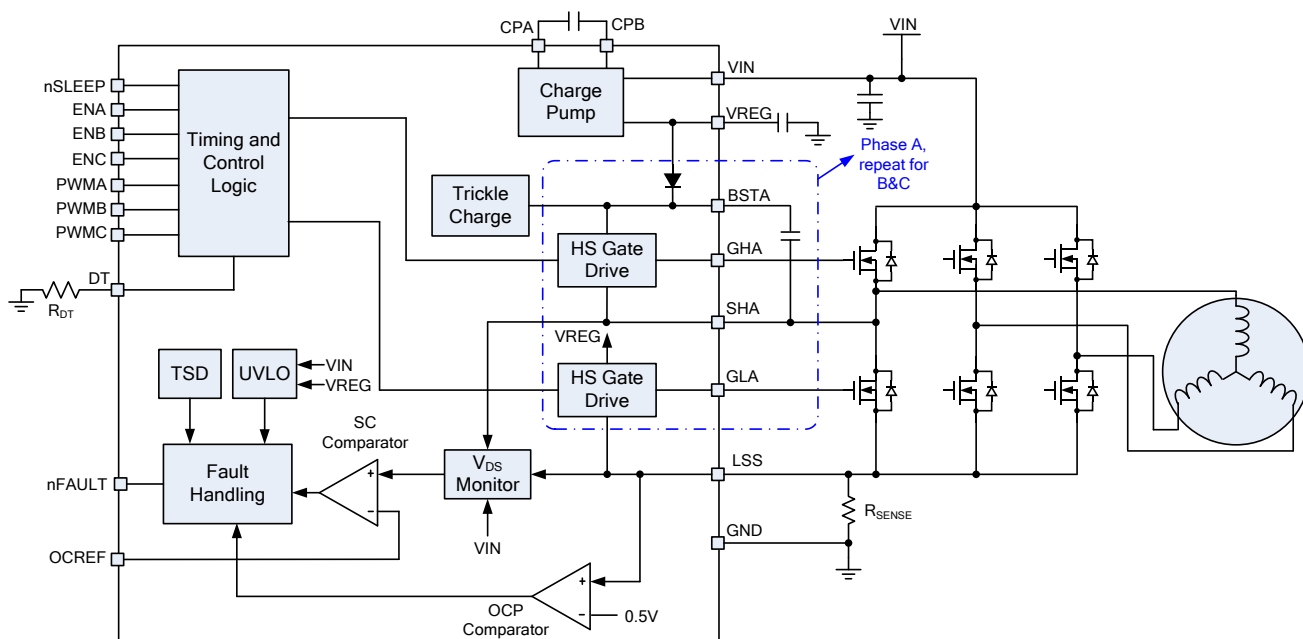 CPA
CPB
VIN
nSLEEP
ENA
ENB
ENC
PWMA
PWMB
PWMC
DT
RDT
Timing and
Control
Logic
Charge
Pump
VIN
VREG
Phase A,
repeat for
B&C
Trickle
Charge
BSTA
HS Gate
Drive
GHA
SHA
VREG
HS Gate
Drive
GLA
TSD
UVLO
VIN
VREG
SC
Comparator
+
−
Fault
Handling
nFAULT
OCREF
VDS
Monitor
VIN
LSS
RSENSE
GND
+
−
0.5V
OCP
Comparator